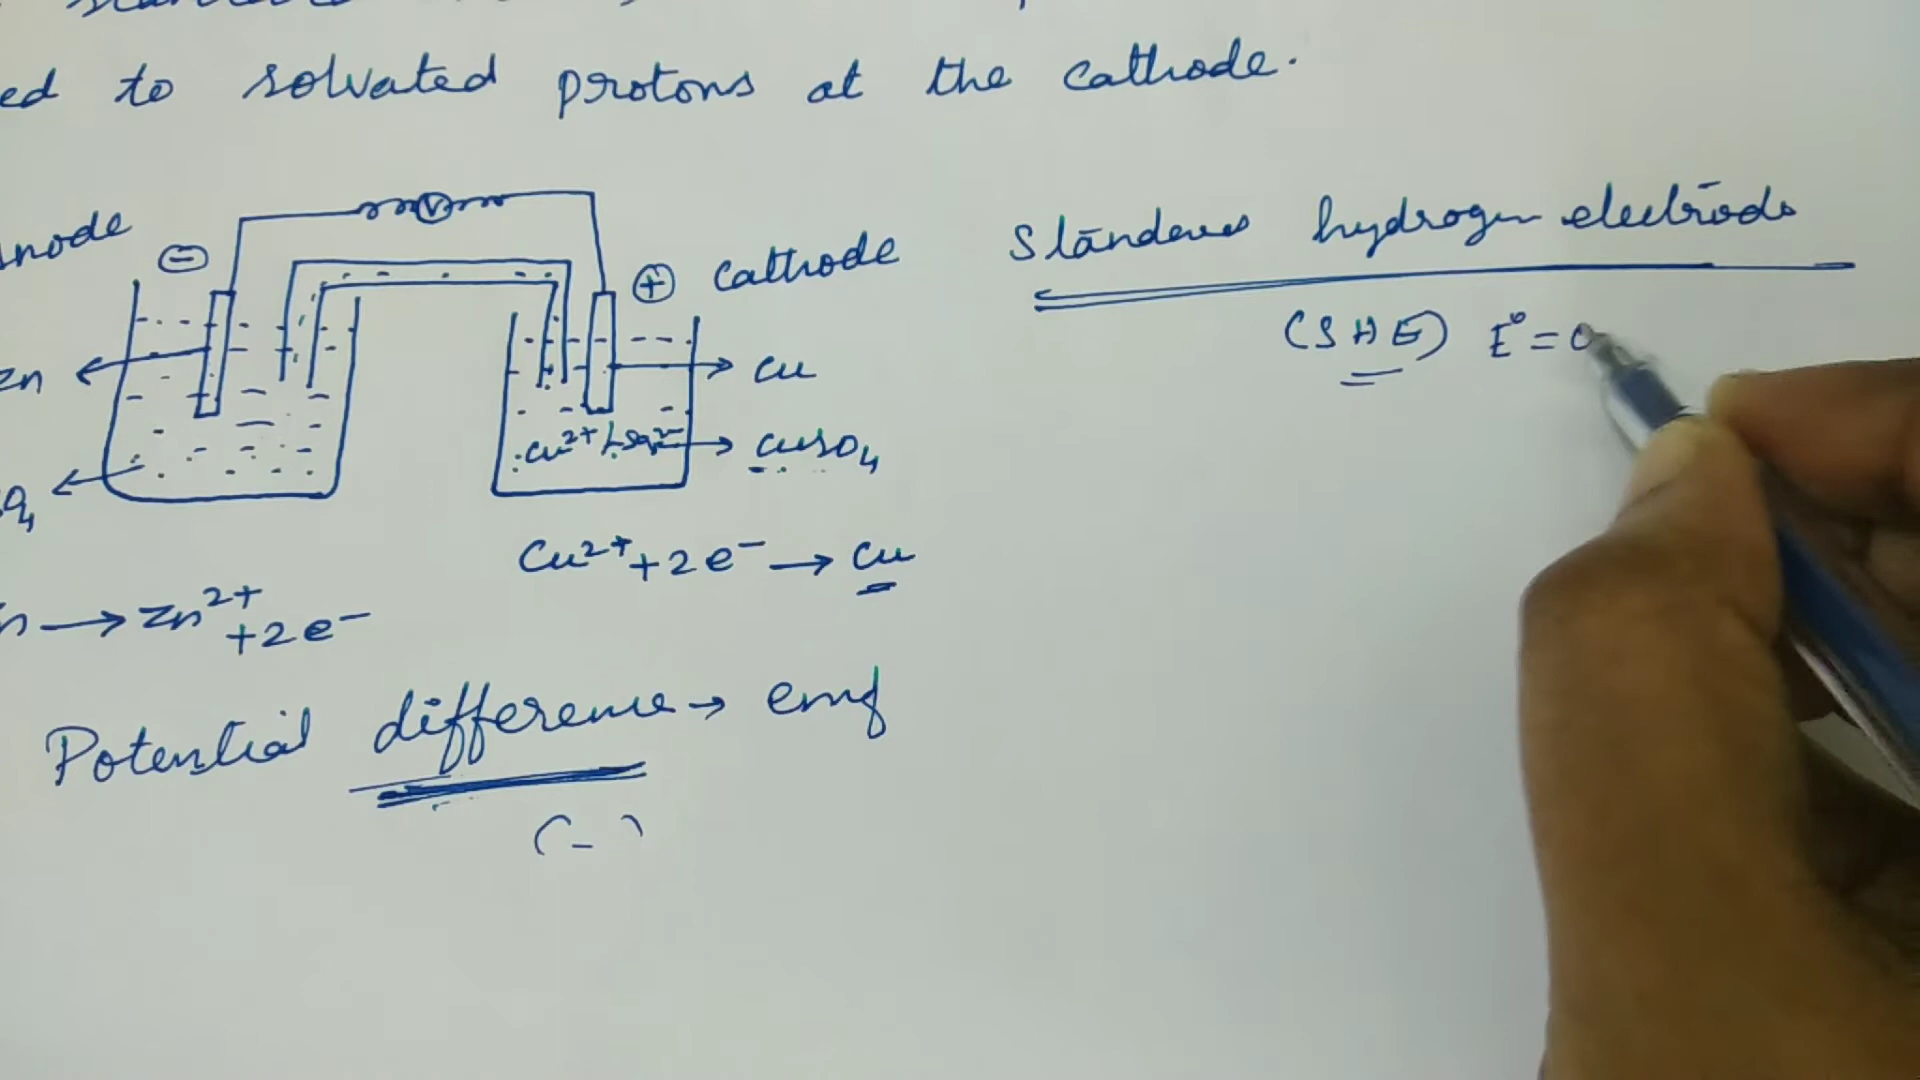 ed to solvated protons at the cathode.
node
⊖
⊕ cathode
Zn
Cu
Cu²⁺
CuSO₄
Cu²⁺ + 2e⁻ → Cu
→ Zn²⁺
+2e⁻
Potential difference → emf
(-)
Standard hydrogen electrode
(SHE) E° = 0